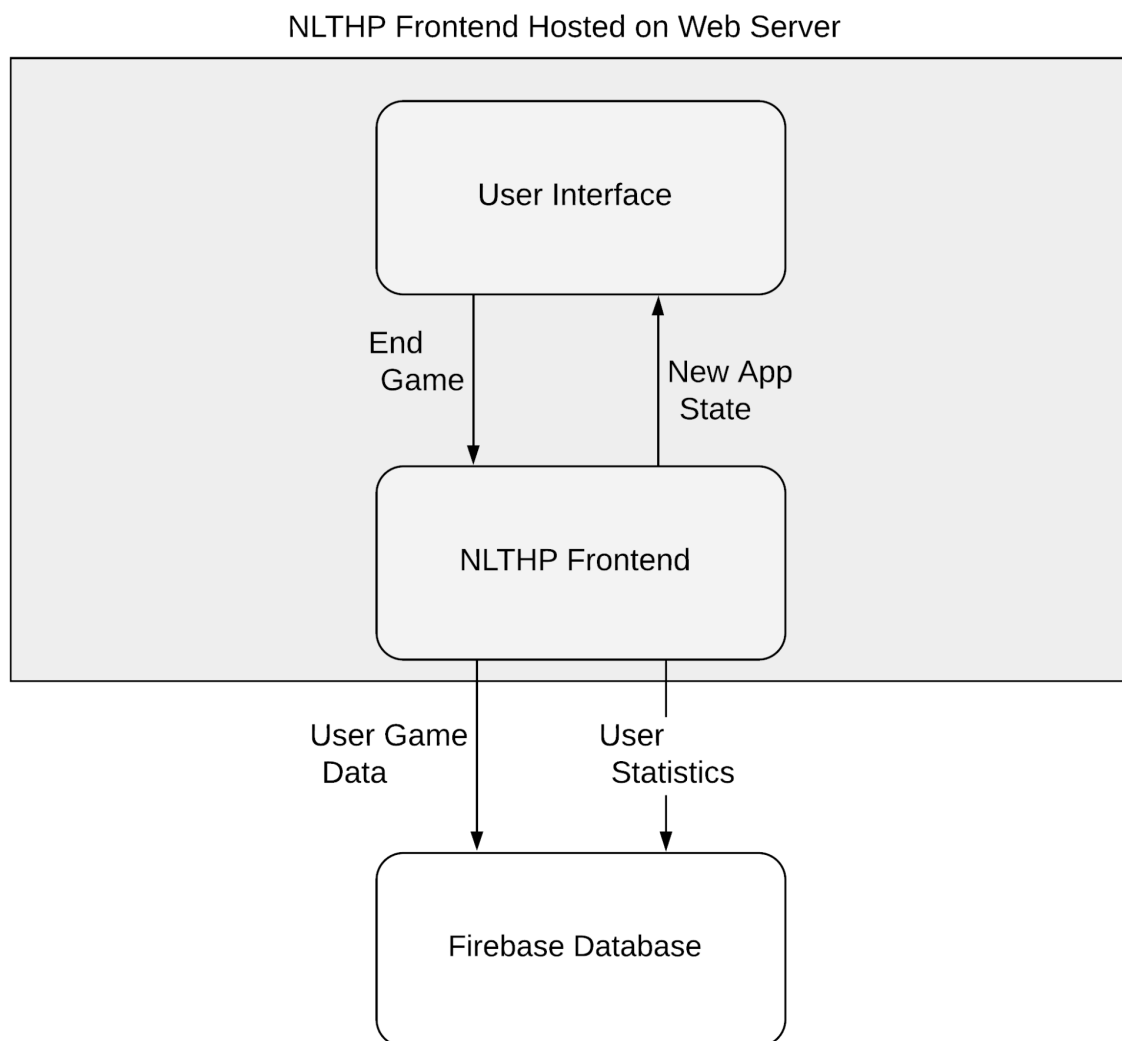 NLTHP Frontend Hosted on Web Server
User Interface
End
Game
New App
State
NLTHP Frontend
User Game
Data
User
Statistics
Firebase Database